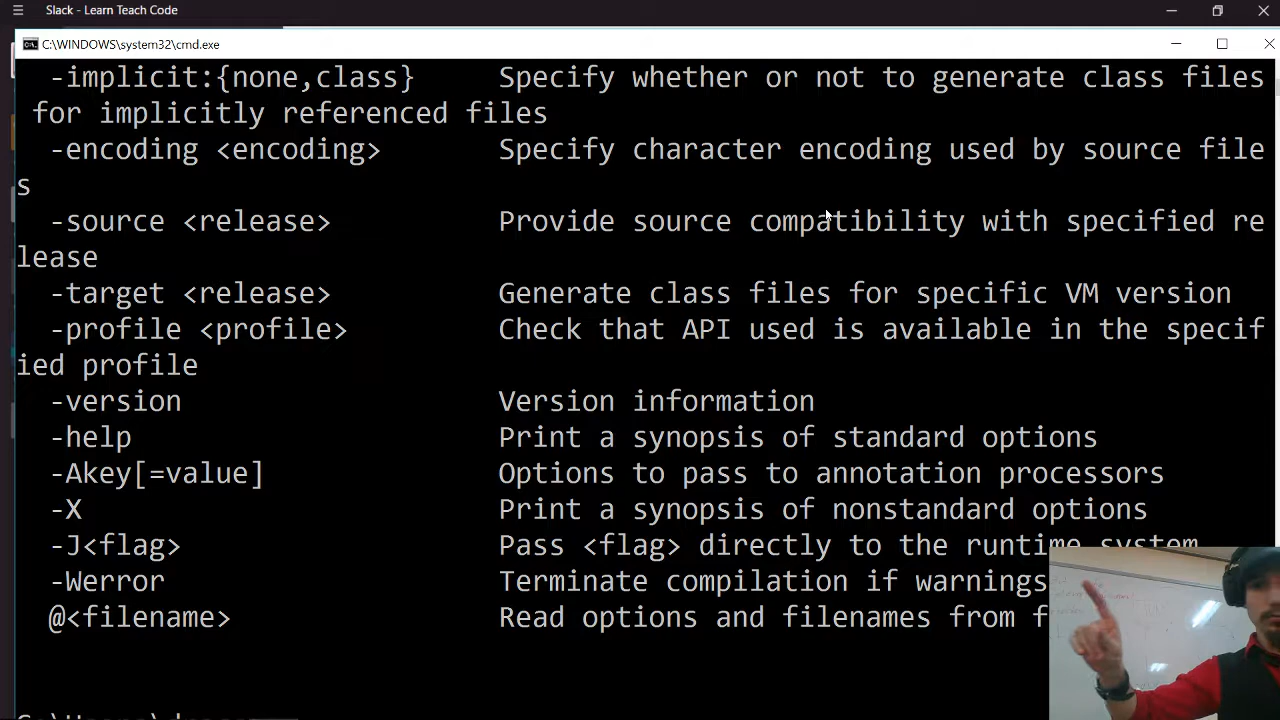 Slack - Learn Teach Code
C:\WINDOWS\system32\cmd.exe
-implicit:{none,class} Specify whether or not to generate class files
for implicitly referenced files
-encoding <encoding> Specify character encoding used by source file
s
-source <release> Provide source compatibility with specified re
lease
-target <release> Generate class files for specific VM version
-profile <profile> Check that API used is available in the specif
ied profile
-version Version information
-help Print a synopsis of standard options
-Akey[=value] Options to pass to annotation processors
-X Print a synopsis of nonstandard options
-J<flag> Pass <flag> directly to the runtime system
-Werror Terminate compilation if warnings
@<filename> Read options and filenames from f